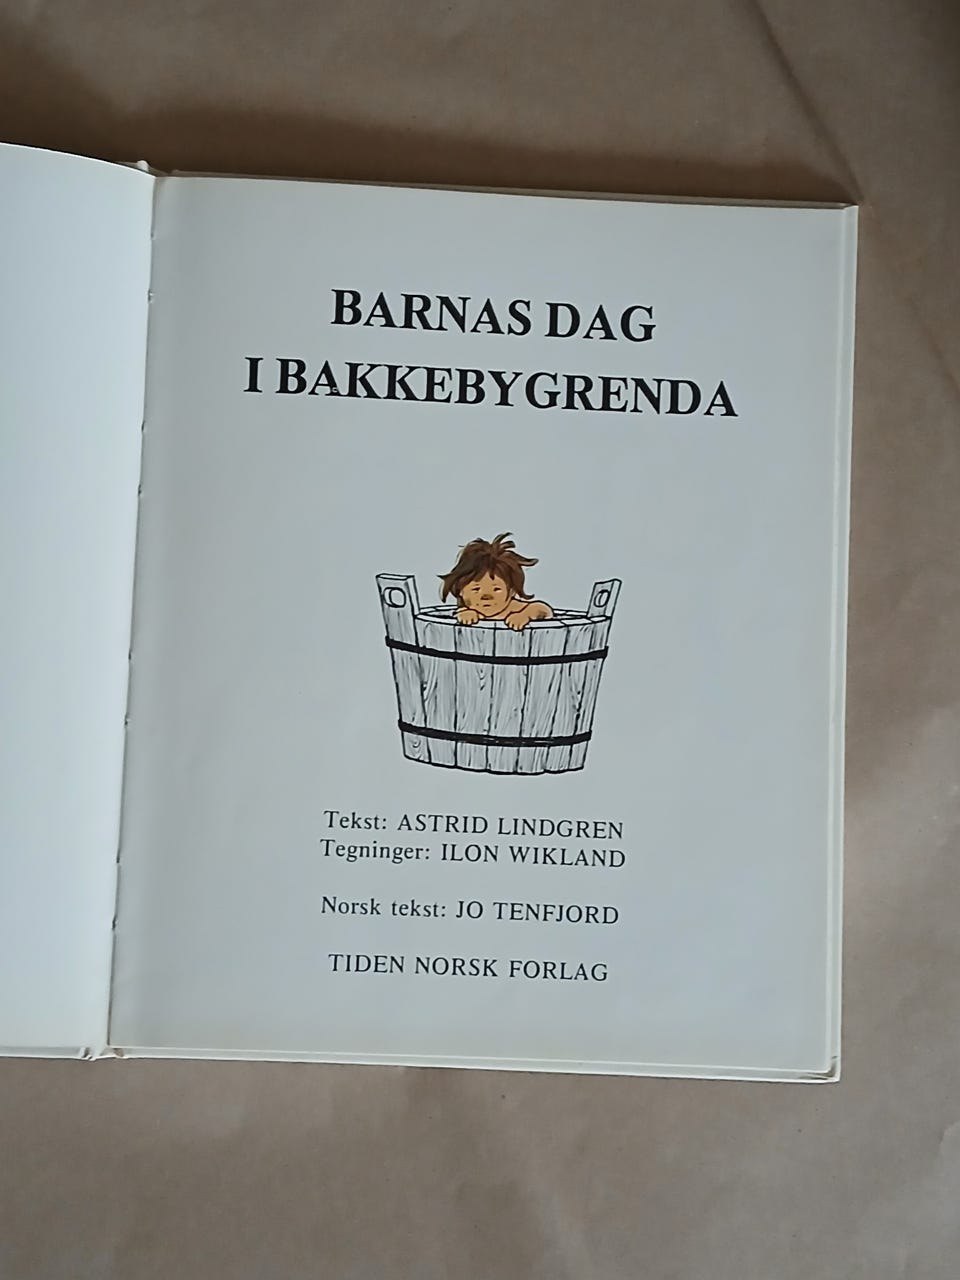 BARNAS DAG
I BAKKEBYGRENDA
Tekst: ASTRID LINDGREN
Tegninger: ILON WIKLAND
Norsk tekst: JO TENFJORD
TIDEN NORSK FORLAG